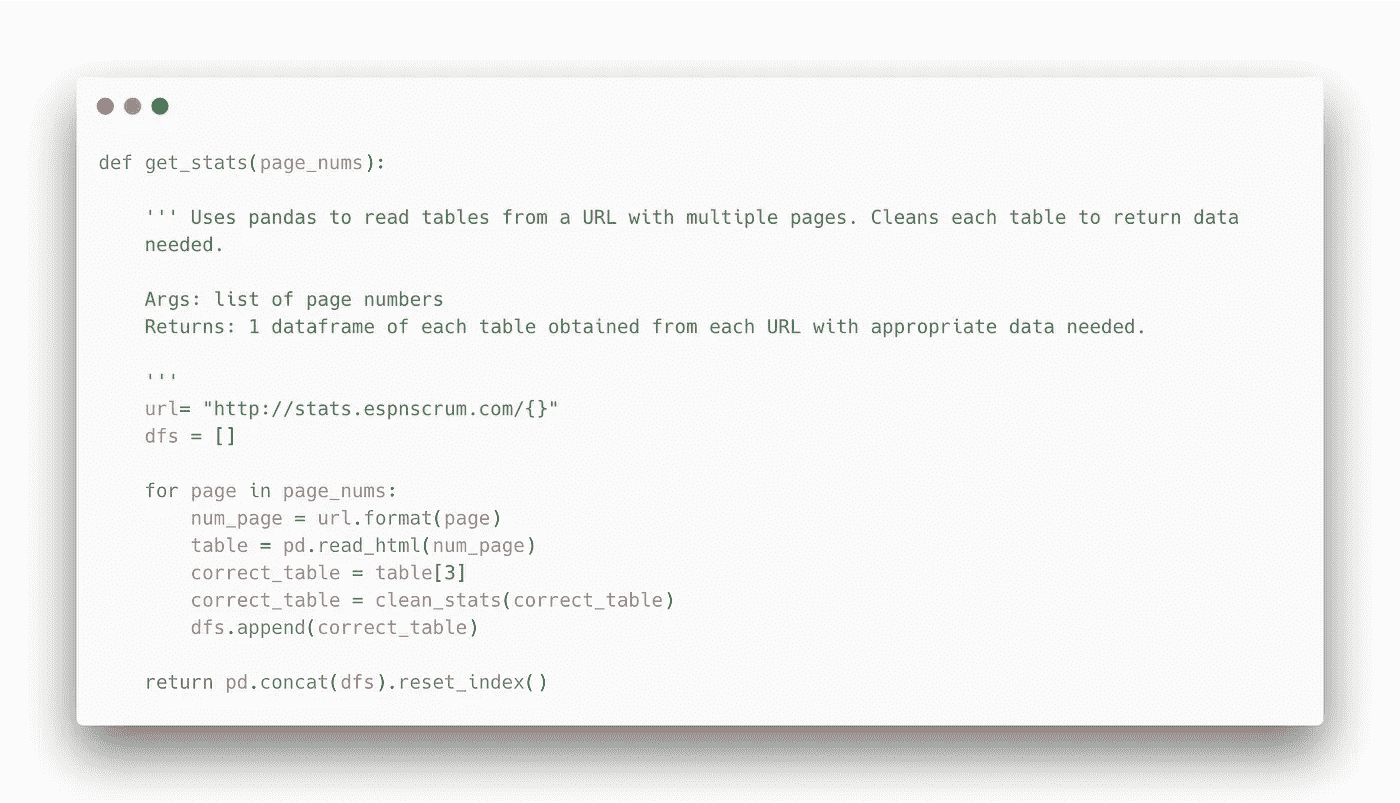 def get_stats(page_nums):
''' Uses pandas to read tables from a URL with multiple pages. Cleans each table to return data
needed.
Args: list of page numbers
Returns: 1 dataframe of each table obtained from each URL with appropriate data needed.
'''
url= "http://stats.espnscrum.com/{}"
dfs = []
for page in page_nums:
num_page = url.format(page)
table = pd.read_html(num_page)
correct_table = table[3]
correct_table = clean_stats(correct_table)
dfs.append(correct_table)
return pd.concat(dfs).reset_index()